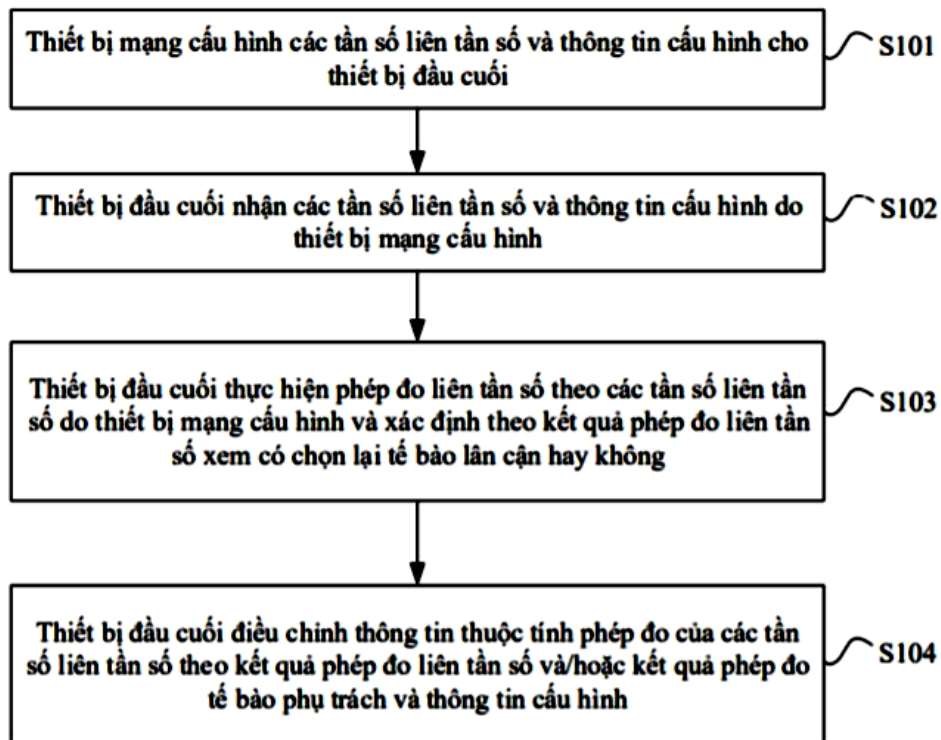 Thiết bị mạng cấu hình các tần số liên tần số và thông tin cấu hình cho
thiết bị đầu cuối
S101
Thiết bị đầu cuối nhận các tần số liên tần số và thông tin cấu hình do
thiết bị mạng cấu hình
S102
Thiết bị đầu cuối thực hiện phép đo liên tần số theo các tần số liên tần
số do thiết bị mạng cấu hình và xác định theo kết quả phép đo liên tần
số xem có chọn lại tế bào lân cận hay không
S103
Thiết bị đầu cuối điều chỉnh thông tin thuộc tính phép đo của các tần
số liên tần số theo kết quả phép đo liên tần số và/hoặc kết quả phép đo
tế bào phụ trách và thông tin cấu hình
S104